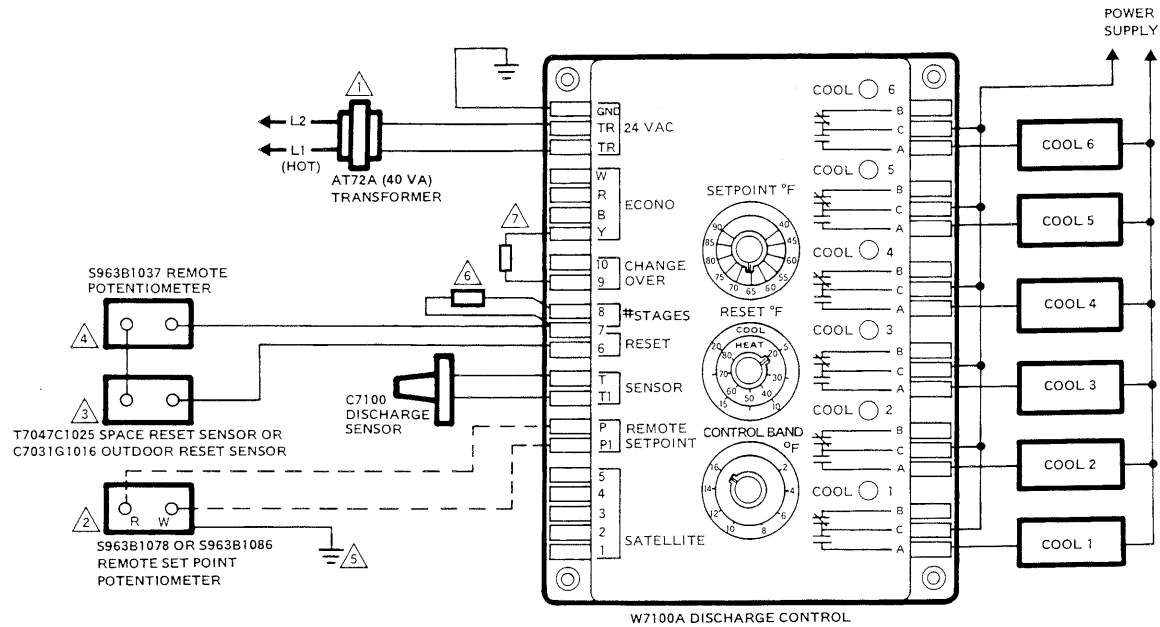 POWER
SUPPLY
1
L2
L1
(HOT)
AT72A (40 VA)
TRANSFORMER
GND
TR
TR
24 VAC
W
R
B
Y
ECONO
7
10
9
CHANGE
OVER
6
8
7
#STAGES
6
RESET
S963B1037 REMOTE
POTENTIOMETER
4
3
T7047C1025 SPACE RESET SENSOR OR
C7031G1016 OUTDOOR RESET SENSOR
C7100
DISCHARGE
SENSOR
T
T1
SENSOR
P
P1
REMOTE
SETPOINT
2
R W
S963B1078 OR S963B1086
REMOTE SET POINT
POTENTIOMETER
5
5
4
3
2
1
SATELLITE
SETPOINT °F
90 85 80 75 70 65 60 55 60 45 40
RESET °F
COOL
20 15 10 5
HEAT
80 70 60 50 40 30 20
CONTROL BAND
°F
16 14 12 10 8 6 4 2
COOL 6
B
C
A
COOL 6
COOL 5
B
C
A
COOL 5
COOL 4
B
C
A
COOL 4
COOL 3
B
C
A
COOL 3
COOL 2
B
C
A
COOL 2
COOL 1
B
C
A
COOL 1
W7100A DISCHARGE CONTROL